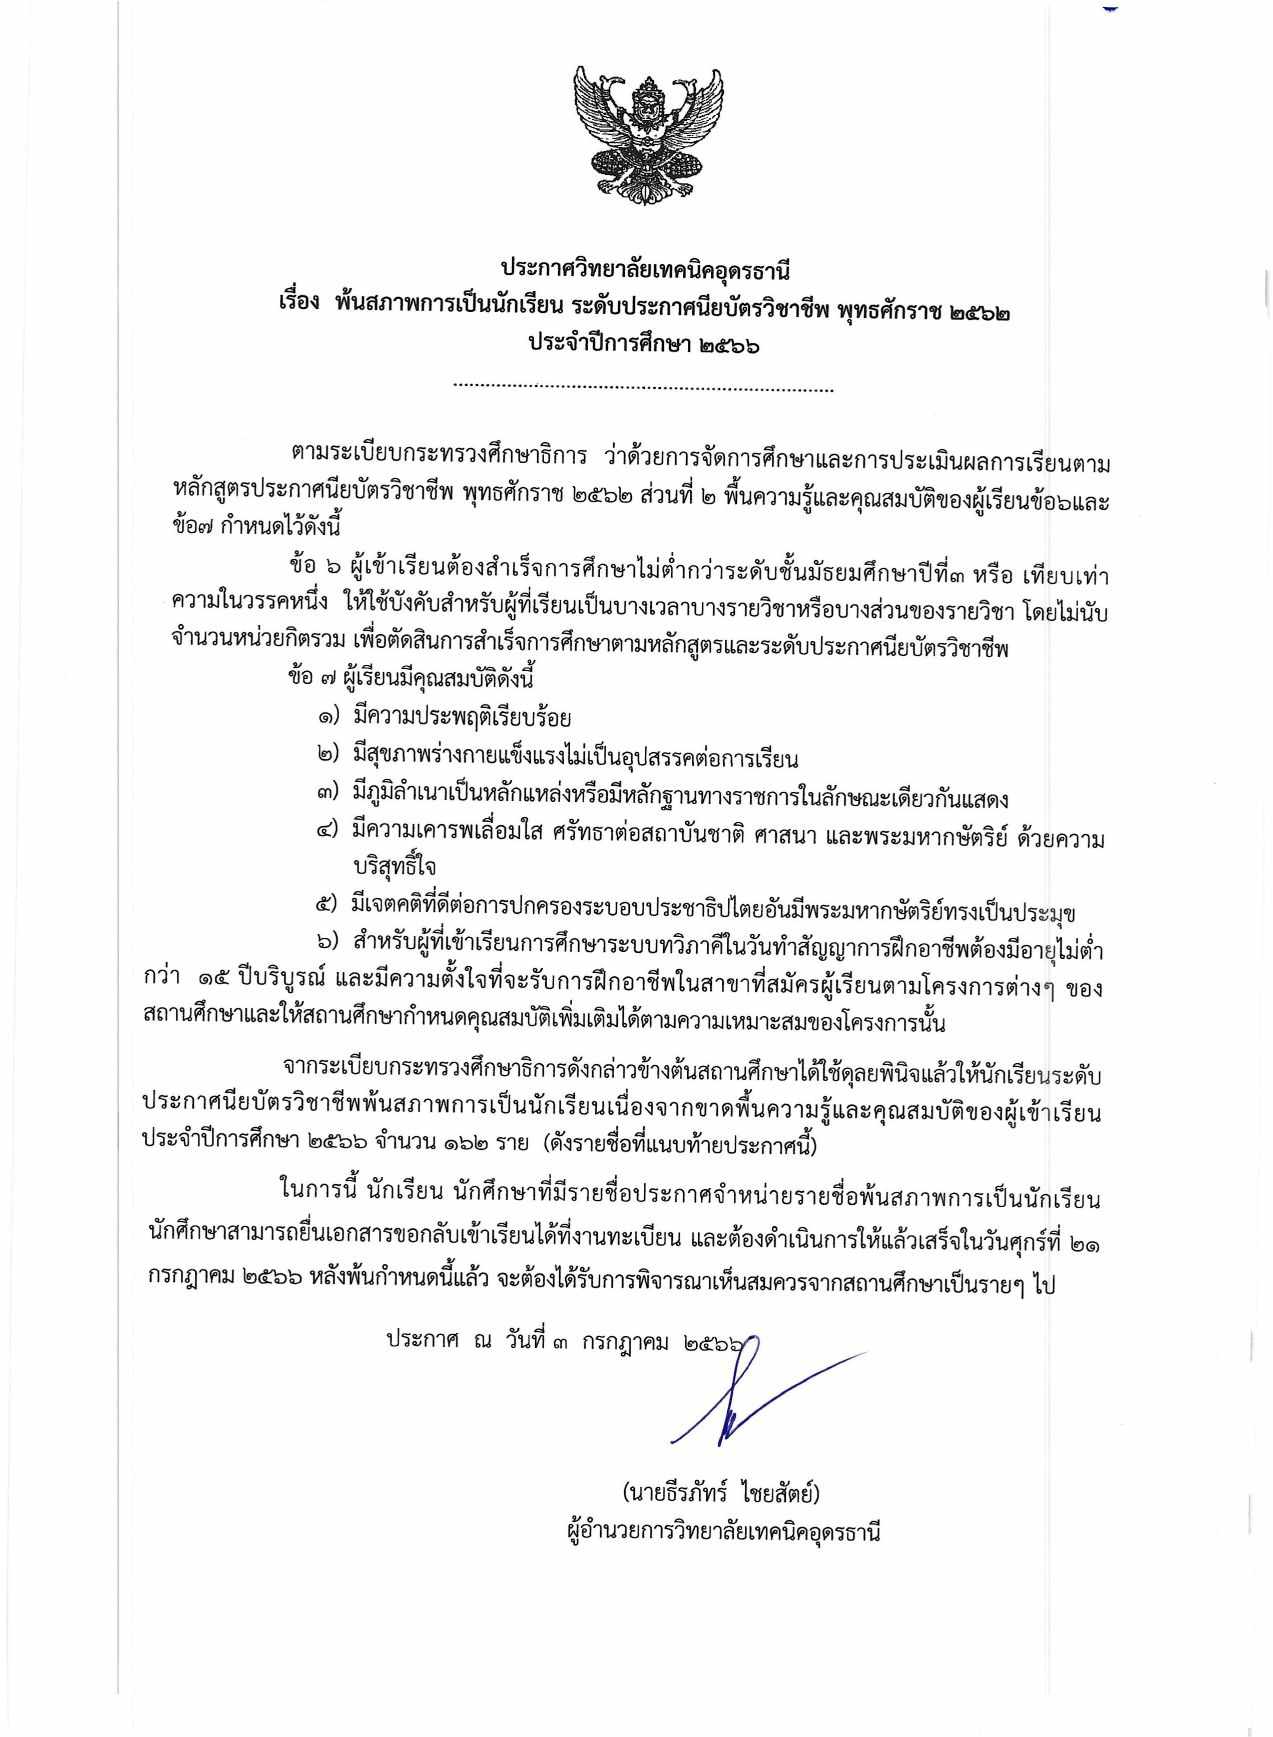 ประกาศวิทยาลัยเทคนิคอุดรธานี
เรื่อง พ้นสภาพการเป็นนักเรียน ระดับประกาศนียบัตรวิชาชีพ พุทธศักราช ๒๕๖๒
ประจำปีการศึกษา ๒๕๖๖
ตามระเบียบกระทรวงศึกษาธิการ ว่าด้วยการจัดการศึกษาและการประเมินผลการเรียนตาม
หลักสูตรประกาศนียบัตรวิชาชีพ พุทธศักราช ๒๕๖๒ ส่วนที่ ๒ พื้นความรู้และคุณสมบัติของผู้เรียนข้อ๖และ
ข้อ๗ กำหนดไว้ดังนี้
ข้อ ๖ ผู้เข้าเรียนต้องสำเร็จการศึกษาไม่ต่ำกว่าระดับชั้นมัธยมศึกษาปีที่๓ หรือ เทียบเท่า
ความในวรรคหนึ่ง ให้ใช้บังคับสำหรับผู้ที่เรียนเป็นบางเวลาบางรายวิชาหรือบางส่วนของรายวิชา โดยไม่นับ
จำนวนหน่วยกิตรวม เพื่อตัดสินการสำเร็จการศึกษาตามหลักสูตรและระดับประกาศนียบัตรวิชาชีพ
ข้อ ๗ ผู้เรียนมีคุณสมบัติดังนี้
๑) มีความประพฤติเรียบร้อย
๒) มีสุขภาพร่างกายแข็งแรงไม่เป็นอุปสรรคต่อการเรียน
๓) มีภูมิลำเนาเป็นหลักแหล่งหรือมีหลักฐานทางราชการในลักษณะเดียวกันแสดง
๔) มีความเคารพเลื่อมใส ศรัทธาต่อสถาบันชาติ ศาสนา และพระมหากษัตริย์ ด้วยความ
บริสุทธิ์ใจ
๕) มีเจตคติที่ดีต่อการปกครองระบอบประชาธิปไตยอันมีพระมหากษัตริย์ทรงเป็นประมุข
๖) สำหรับผู้ที่เข้าเรียนการศึกษาระบบทวิภาคีในวันทำสัญญาการฝึกอาชีพต้องมีอายุไม่ต่ำ
กว่า ๑๕ ปีบริบูรณ์ และมีความตั้งใจที่จะรับการฝึกอาชีพในสาขาที่สมัครผู้เรียนตามโครงการต่างๆ ของ
สถานศึกษาและให้สถานศึกษากำหนดคุณสมบัติเพิ่มเติมได้ตามความเหมาะสมของโครงการนั้น
จากระเบียบกระทรวงศึกษาธิการดังกล่าวข้างต้นสถานศึกษาได้ใช้ดุลยพินิจแล้วให้นักเรียนระดับ
ประกาศนียบัตรวิชาชีพพ้นสภาพการเป็นนักเรียนเนื่องจากขาดพื้นความรู้และคุณสมบัติของผู้เข้าเรียน
ประจำปีการศึกษา ๒๕๖๖ จำนวน ๑๖๒ ราย (ดังรายชื่อที่แนบท้ายประกาศนี้)
ในการนี้ นักเรียน นักศึกษาที่มีรายชื่อประกาศจำหน่ายรายชื่อพ้นสภาพการเป็นนักเรียน
นักศึกษาสามารถยื่นเอกสารขอกลับเข้าเรียนได้ที่งานทะเบียน และต้องดำเนินการให้แล้วเสร็จในวันศุกร์ที่ ๒๑
กรกฎาคม ๒๕๖๖ หลังพ้นกำหนดนี้แล้ว จะต้องได้รับการพิจารณาเห็นสมควรจากสถานศึกษาเป็นรายๆ ไป
ประกาศ ณ วันที่ ๓ กรกฎาคม ๒๕๖๖
(นายธีรภัทร์ ไชยสัตย์)
ผู้อำนวยการวิทยาลัยเทคนิคอุดรธานี